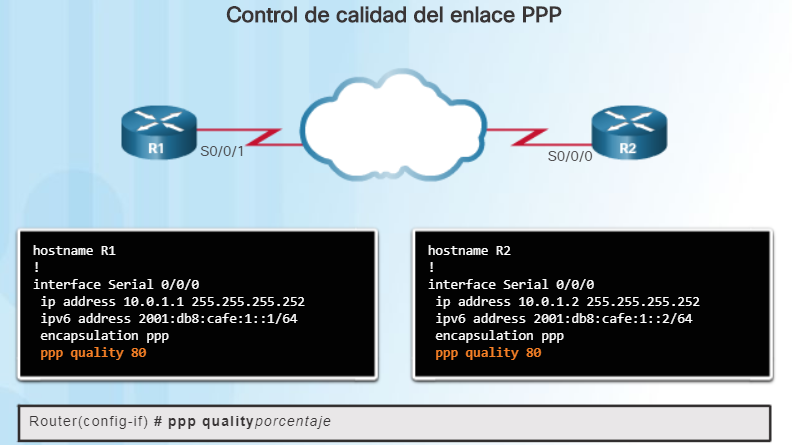 Control de calidad del enlace PPP
R1
S0/0/1
S0/0/0
R2
hostname R1
!
interface Serial 0/0/0
ip address 10.0.1.1 255.255.255.252
ipv6 address 2001:db8:cafe:1::1/64
encapsulation ppp
ppp quality 80
hostname R2
!
interface Serial 0/0/0
ip address 10.0.1.2 255.255.255.252
ipv6 address 2001:db8:cafe:1::2/64
encapsulation ppp
ppp quality 80
Router(config-if) # ppp qualityporcentaje